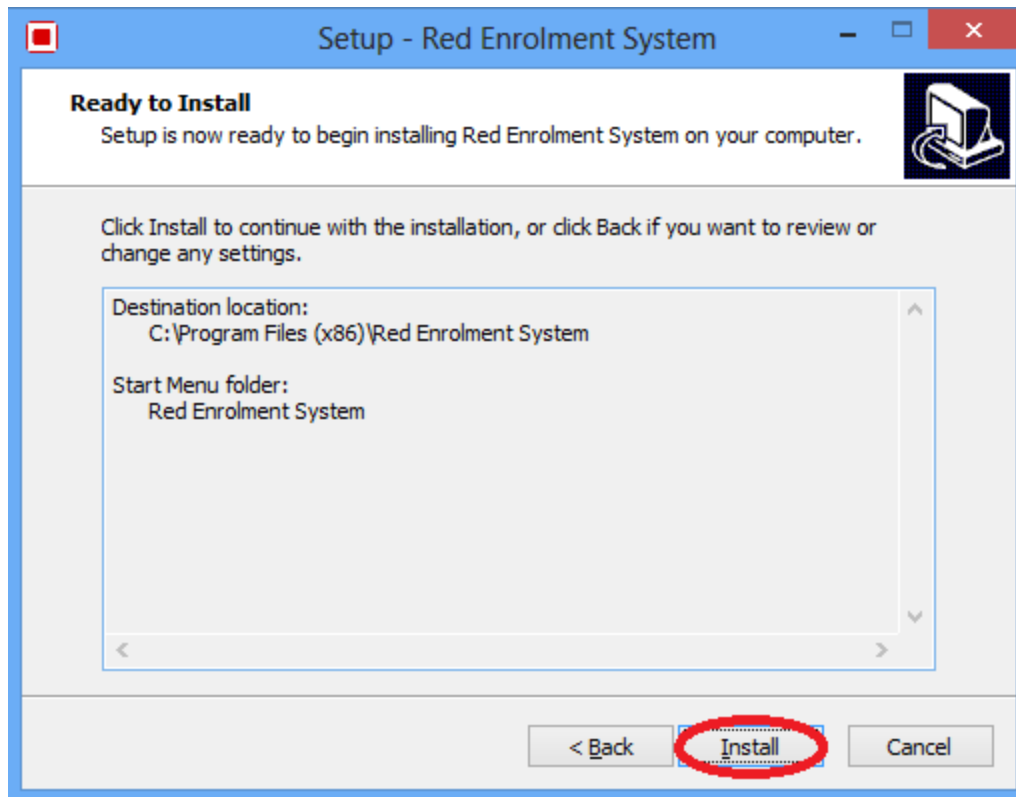 Setup - Red Enrolment System
Ready to Install
Setup is now ready to begin installing Red Enrolment System on your computer.
Click Install to continue with the installation, or click Back if you want to review or
change any settings.
Destination location:
C:\Program Files (x86)\Red Enrolment System
Start Menu folder:
Red Enrolment System
< Back
Install
Cancel